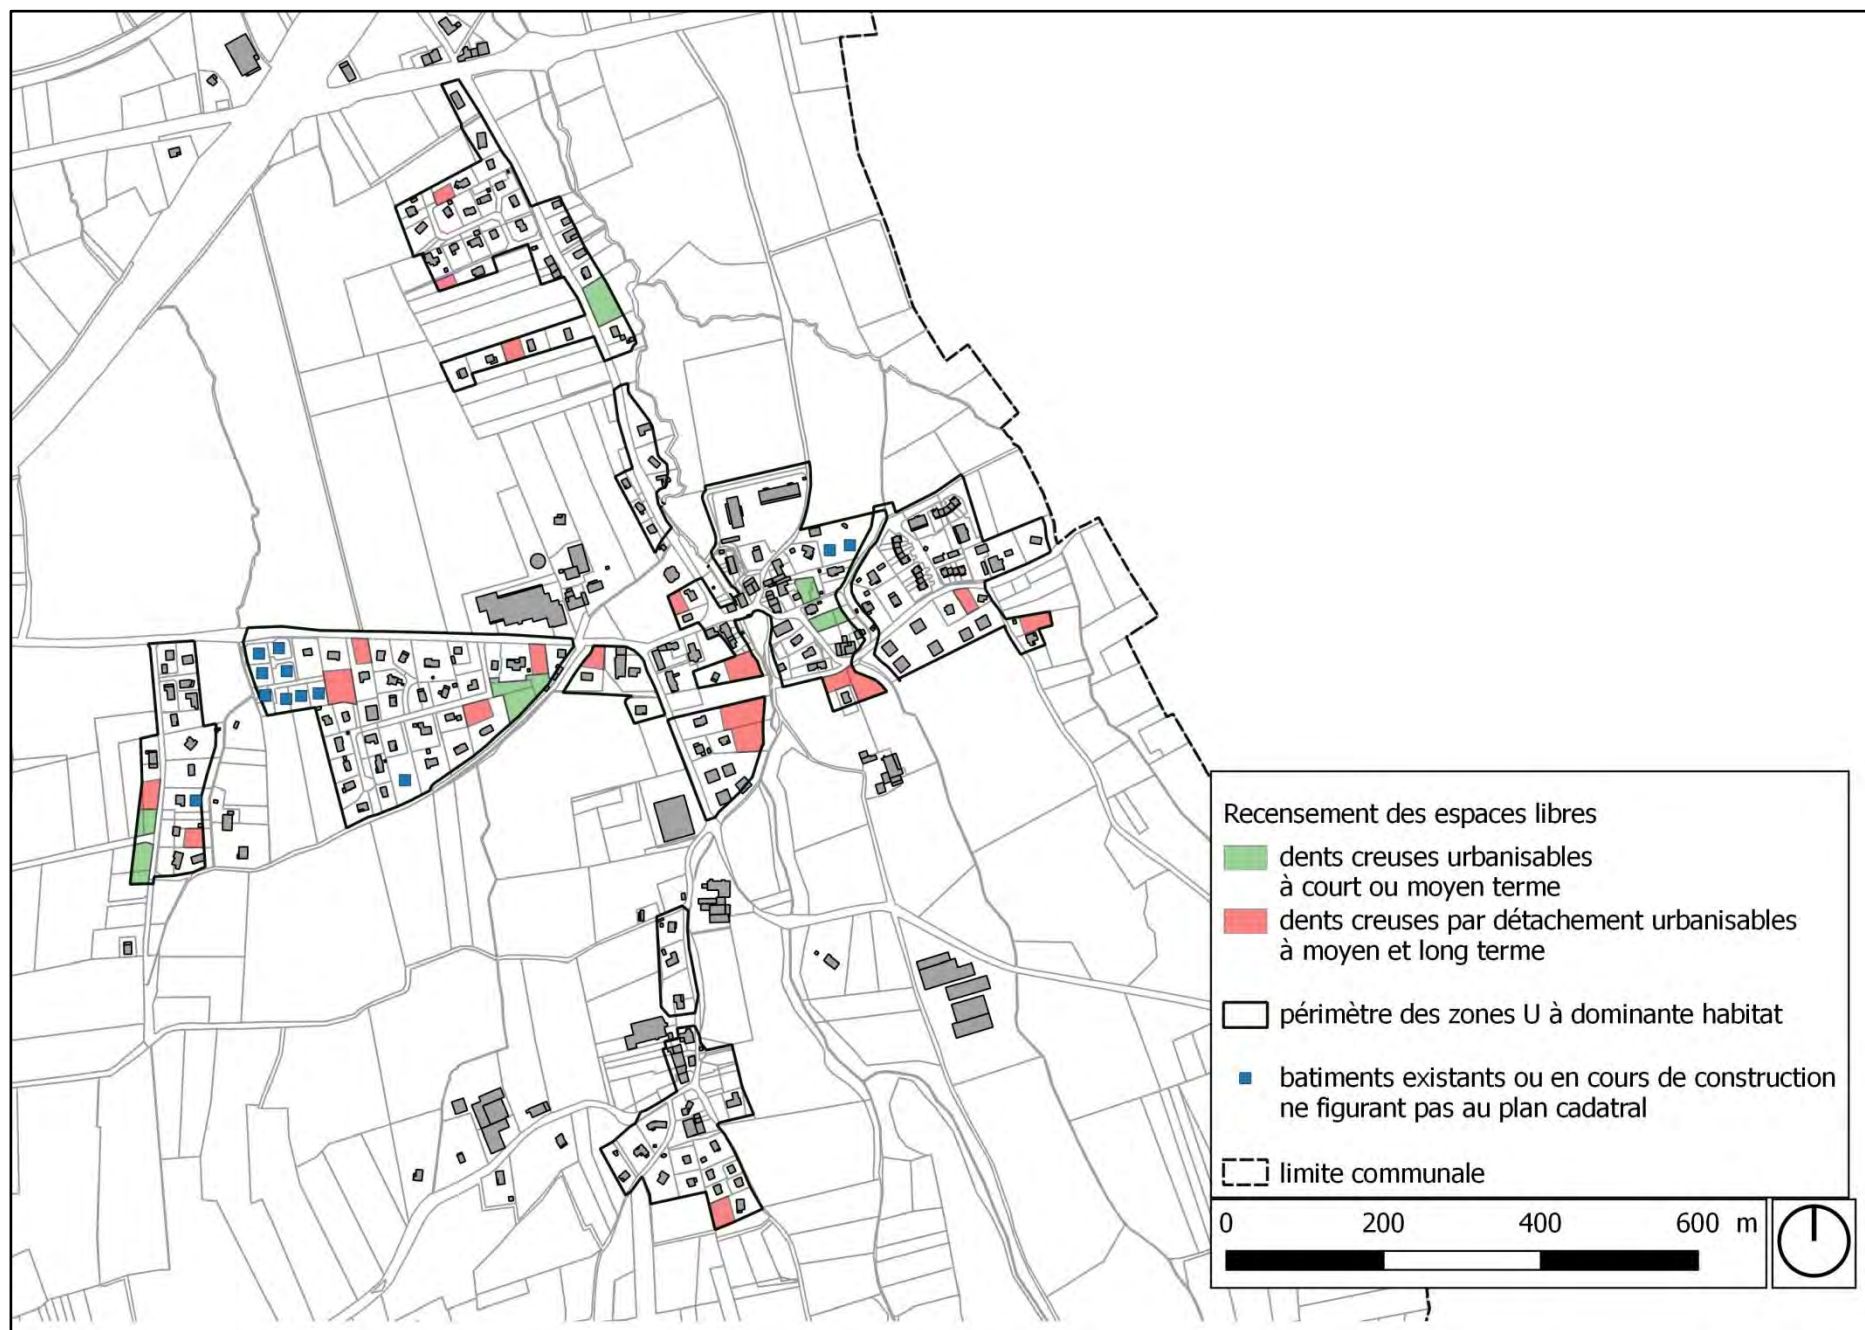 Recensement des espaces libres
dents creuses urbanisables
à court ou moyen terme
dents creuses par détachement urbanisables
à moyen et long terme
périmètre des zones U à dominante habitat
batiments existants ou en cours de construction
ne figurant pas au plan cadatral
limite communale
0 200 400 600 m